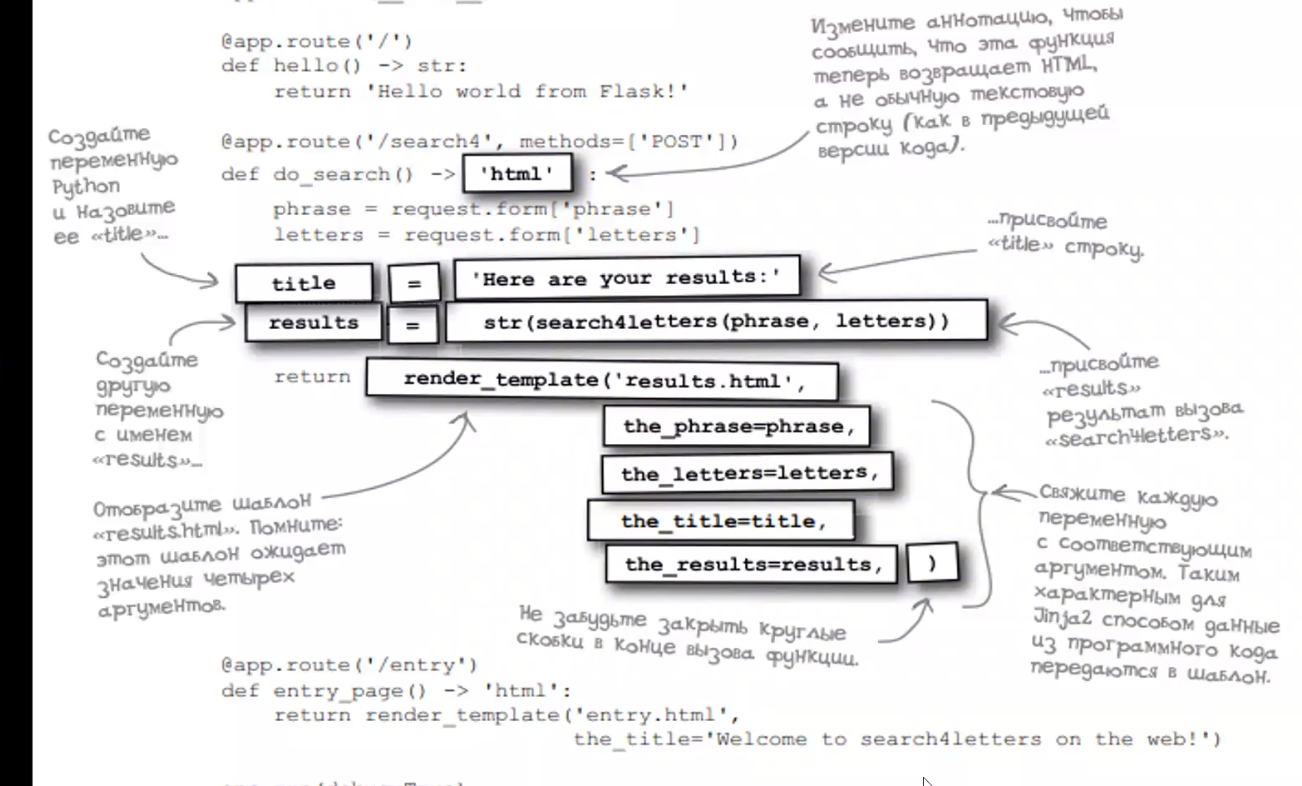 @app.route('/')
def hello() -> str:
return 'Hello world from Flask!'
Измените аннотацию, чтобы
сообщить, что эта функция
теперь возвращает HTML,
а не обычную текстовую
строку (как в предыдущей
версии кода).
@app.route('/search4', methods=['POST'])
def do_search() -> 'html' :
phrase = request.form['phrase']
letters = request.form['letters']
Создайте
переменную
Python
и назовите
ее «title»...
...присвойте
«title» строку.
title = 'Here are your results:'
results = str(search4letters(phrase, letters))
Создайте
другую
переменную
с именем
«results»...
...присвойте
«results»
результат вызова
«search4letters».
return render_template('results.html',
the_phrase=phrase,
the_letters=letters,
the_title=title,
the_results=results, )
Отобразите шаблон
«results.html». Помните:
этот шаблон ожидает
значения четырех
аргументов.
Свяжите каждую
переменную
с соответствующим
аргументом. Таким
характерным для
Jinja2 способом данные
из программного кода
передаются в шаблон.
Не забудьте закрыть круглые
скобки в конце вызова функции.
@app.route('/entry')
def entry_page() -> 'html':
return render_template('entry.html',
the_title='Welcome to search4letters on the web!')